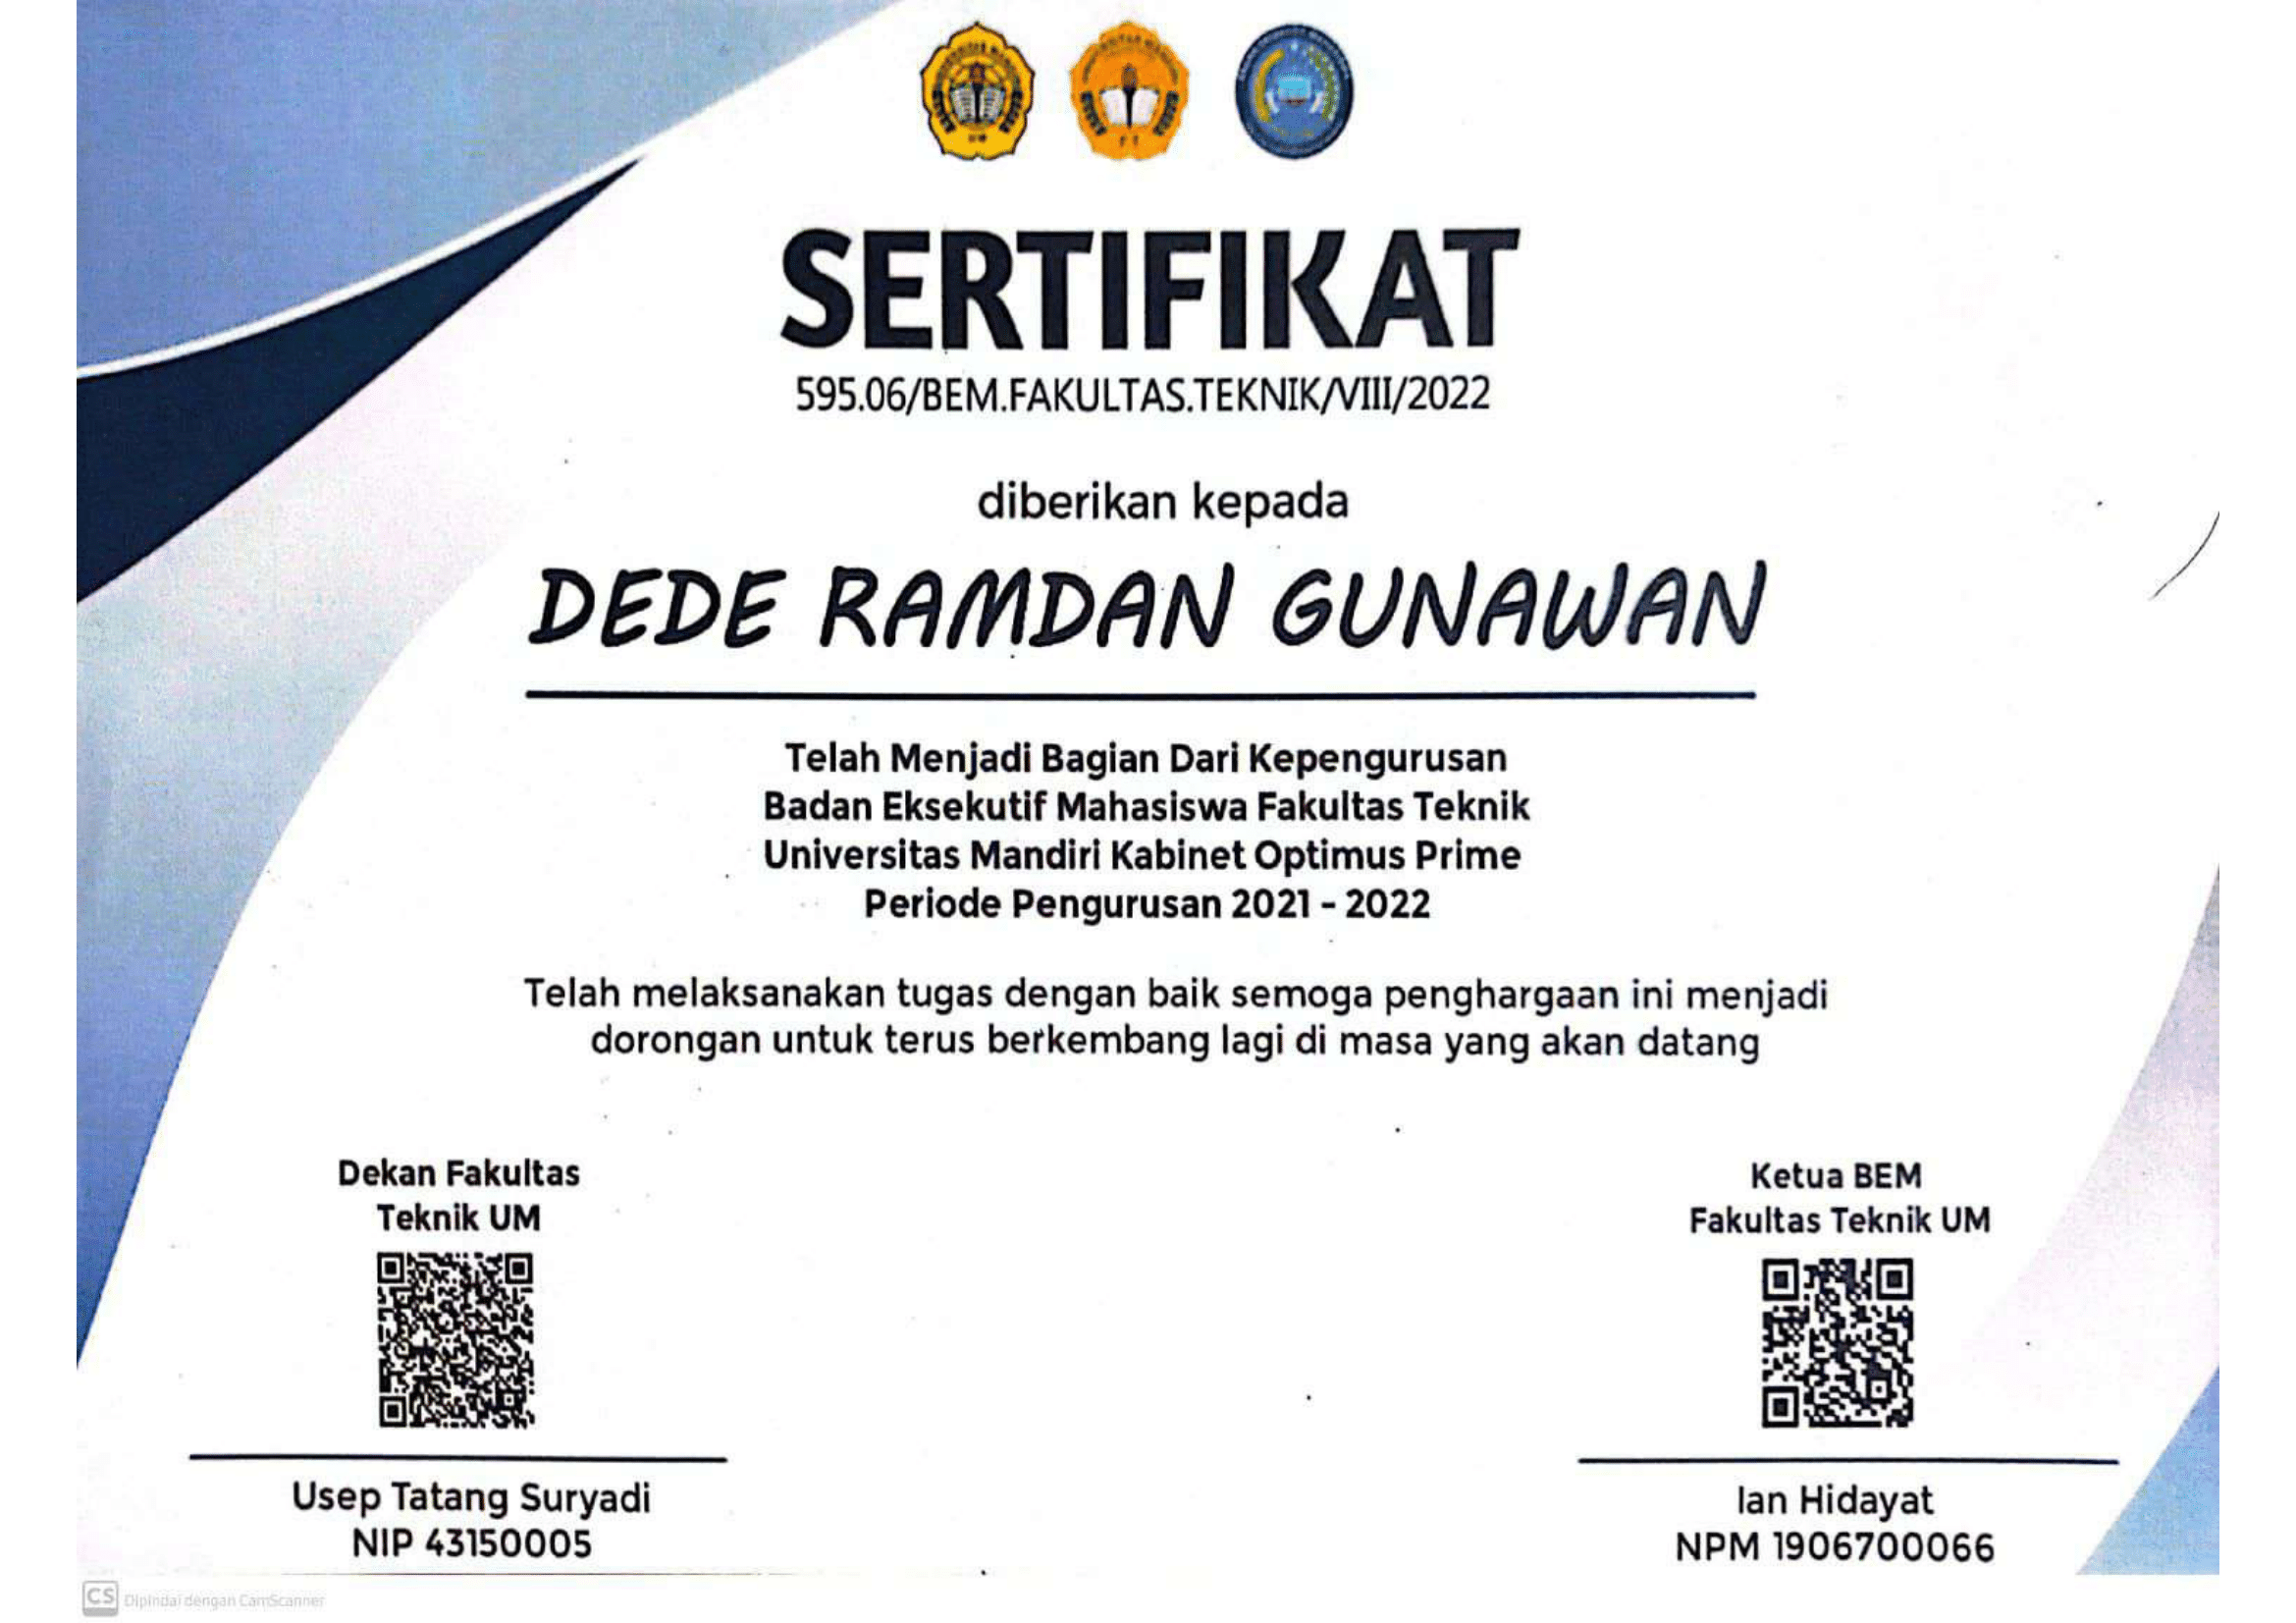 SERTIFIKAT
595.06/BEM.FAKULTAS.TEKNIK/VIII/2022
diberikan kepada
DEDE RAMDAN GUNAWAN
Telah Menjadi Bagian Dari Kepengurusan
Badan Eksekutif Mahasiswa Fakultas Teknik
Universitas Mandiri Kabinet Optimus Prime
Periode Pengurusan 2021 - 2022
Telah melaksanakan tugas dengan baik semoga penghargaan ini menjadi
dorongan untuk terus berkembang lagi di masa yang akan datang
Dekan Fakultas
Teknik UM
Usep Tatang Suryadi
NIP 43150005
Ketua BEM
Fakultas Teknik UM
Ian Hidayat
NPM 1906700066
CS Dipindai dengan CamScanner